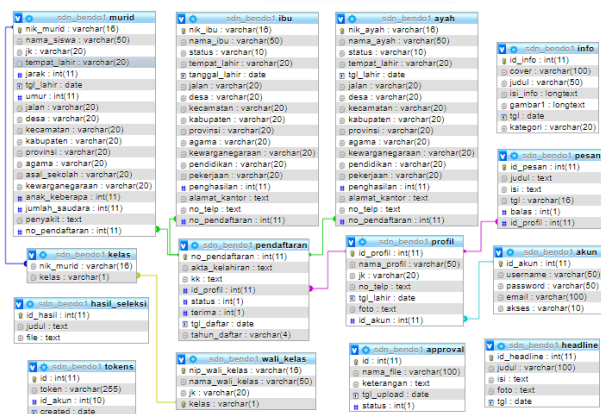 sdn_bendo1 murid
nik_murid : varchar(16)
nama_siswa : varchar(50)
jk : varchar(20)
tempat_lahir : varchar(20)
jarak : int(11)
tgl_lahir : date
umur : int(11)
jalan : varchar(20)
desa : varchar(20)
kecamatan : varchar(20)
kabupaten : varchar(20)
provinsi : varchar(20)
agama : varchar(20)
asal_sekolah : varchar(20)
kewarganegaraan : varchar(20)
anak_keberapa : int(11)
jumlah_saudara : int(11)
penyakit : text
no_pendaftaran : int(11)
sdn_bendo1 ibu
nik_ibu : varchar(16)
nama_ibu : varchar(50)
status : varchar(10)
tempat_lahir : varchar(20)
tanggal_lahir : date
jalan : varchar(20)
desa : varchar(20)
kecamatan : varchar(20)
kabupaten : varchar(20)
provinsi : varchar(20)
agama : varchar(20)
kewarganegaraan : varchar(20)
pendidikan : varchar(20)
pekerjaan : varchar(20)
penghasilan : int(11)
alamat_kantor : text
no_telp : text
no_pendaftaran : int(11)
sdn_bendo1 ayah
nik_ayah : varchar(16)
nama_ayah : varchar(50)
status : varchar(10)
tempat_lahir : varchar(20)
tgl_lahir : date
jalan : varchar(20)
desa : varchar(20)
kecamatan : varchar(20)
kabupaten : varchar(20)
provinsi : varchar(20)
agama : varchar(20)
kewarganegaraan : varchar(20)
pendidikan : varchar(20)
pekerjaan : varchar(20)
penghasilan : int(11)
alamat_kantor : text
no_telp : text
no_pendaftaran : int(11)
sdn_bendo1 info
id_info : int(11)
cover : varchar(100)
judul : varchar(50)
isi_info : longtext
gambar1 : longtext
tgl : date
kategori : varchar(20)
sdn_bendo1 pesan
id_pesan : int(11)
judul : text
isi : text
tgl : varchar(16)
balas : int(1)
id_profil : int(11)
sdn_bendo1 kelas
nik_murid : varchar(16)
kelas : varchar(1)
sdn_bendo1 pendaftaran
no_pendaftaran : int(11)
akta_kelahiran : text
kk : text
id_profil : int(11)
status : int(1)
terima : int(1)
tgl_daftar : date
tahun_daftar : varchar(4)
sdn_bendo1 profil
id_profil : int(11)
nama_profil : varchar(50)
jk : varchar(20)
no_telp : text
tgl_lahir : date
foto : text
id_akun : int(11)
sdn_bendo1 akun
id_akun : int(11)
username : varchar(50)
password : varchar(50)
email : varchar(100)
akses : varchar(10)
sdn_bendo1 hasil_seleksi
id_hasil : int(11)
judul : text
file : text
sdn_bendo1 tokens
id : int(11)
token : varchar(255)
id_akun : int(10)
created : date
sdn_bendo1 wali_kelas
nip_wali_kelas : varchar(16)
nama_wali_kelas : varchar(50)
jk : varchar(20)
kelas : varchar(1)
sdn_bendo1 approval
id : int(11)
nama_file : varchar(100)
keterangan : text
tgl_upload : date
status : int(1)
sdn_bendo1 headline
id_headline : int(11)
judul : varchar(100)
isi : text
foto : text
tgl : date